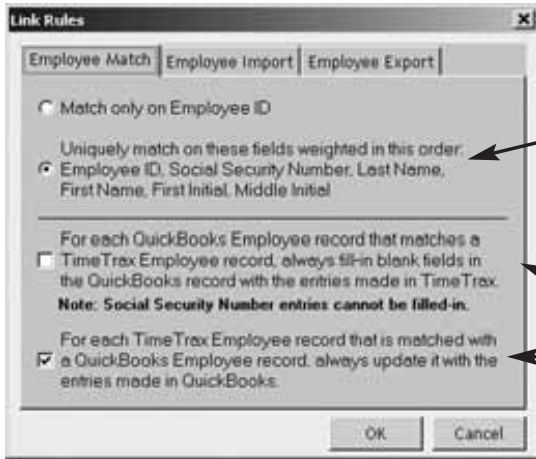 Link Rules
Employee Match Employee Import Employee Export
Match only on Employee ID
Uniquely match on these fields weighted in this order:
Employee ID, Social Security Number, Last Name,
First Name, First Initial, Middle Initial
For each QuickBooks Employee record that matches a
TimeTrax Employee record, always fill-in blank fields in
the QuickBooks record with the entries made in TimeTrax.
Note: Social Security Number entries cannot be filled-in.
For each TimeTrax Employee record that is matched with
a QuickBooks Employee record, always update it with the
entries made in QuickBooks.
OK Cancel